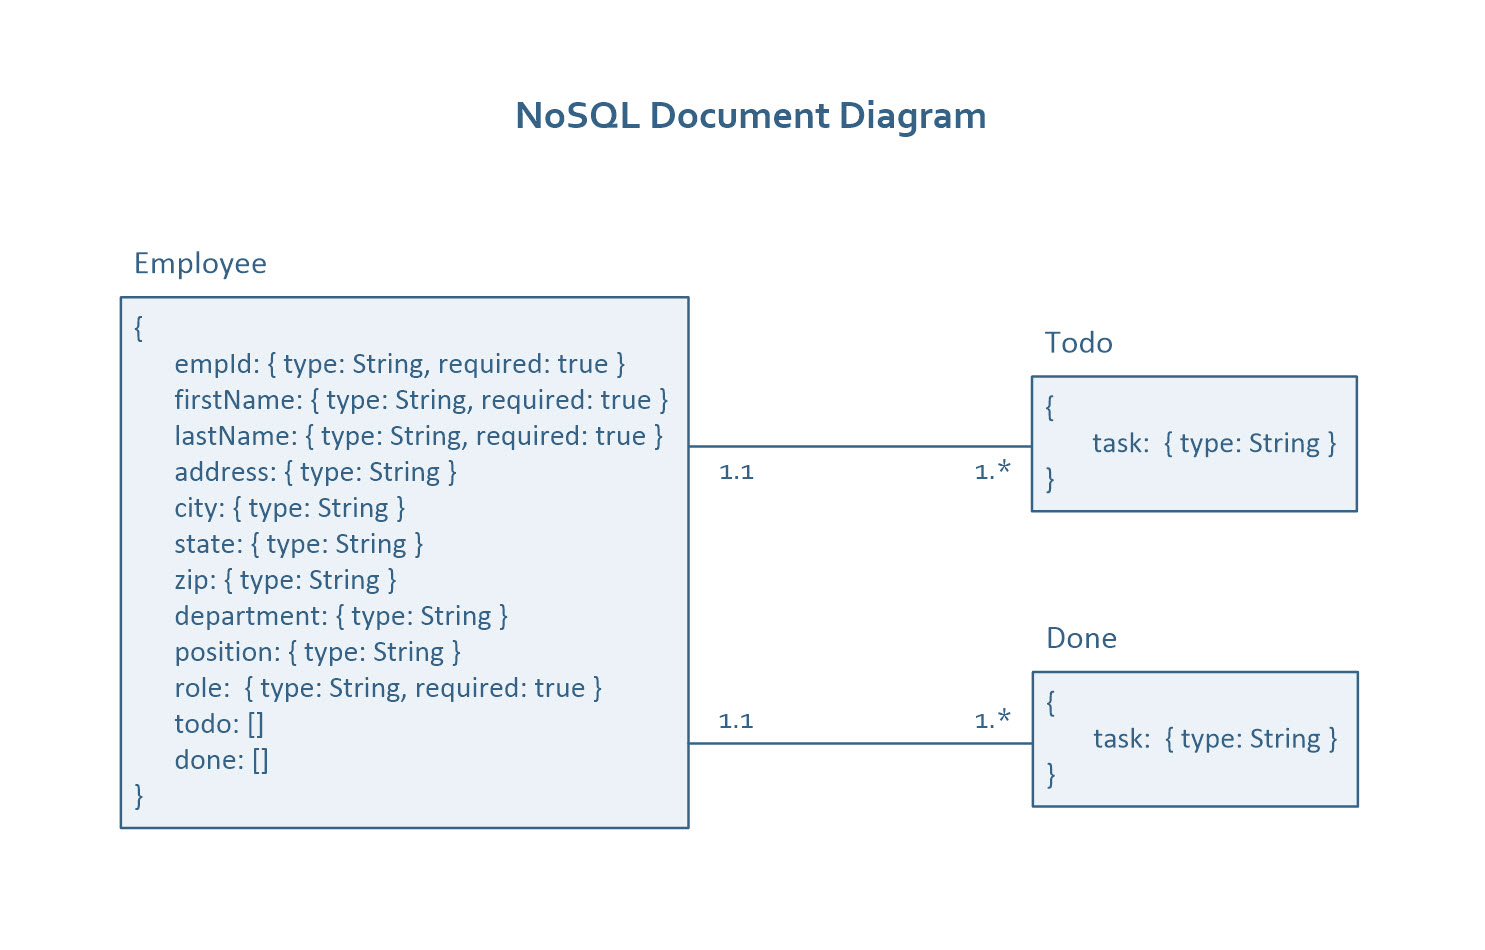 NoSQL Document Diagram
Employee
{
empId: { type: String, required: true }
firstName: { type: String, required: true }
lastName: { type: String, required: true }
address: { type: String }
city: { type: String }
state: { type: String }
zip: { type: String }
department: { type: String }
position: { type: String }
role:  { type: String, required: true }
todo: []
done: []
}
1.1
1.*
Todo
{
task:  { type: String }
}
1.1
1.*
Done
{
task:  { type: String }
}